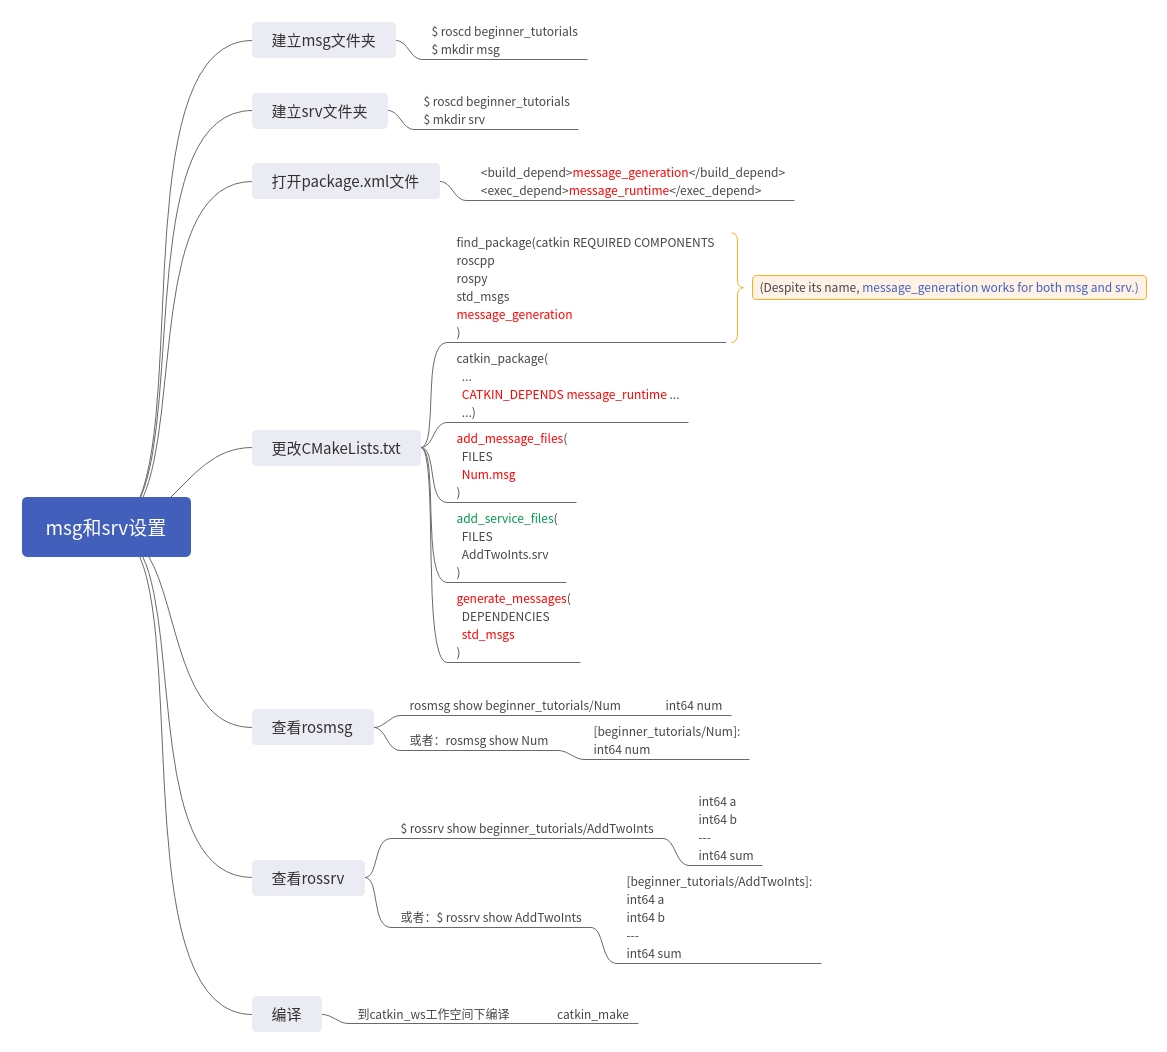 msg和srv设置
建立msg文件夹
$ roscd beginner_tutorials
$ mkdir msg
建立srv文件夹
$ roscd beginner_tutorials
$ mkdir srv
打开package.xml文件
<build_depend>message_generation</build_depend>
<exec_depend>message_runtime</exec_depend>
更改CMakeLists.txt
find_package(catkin REQUIRED COMPONENTS
roscpp
rospy
std_msgs
message_generation
)
(Despite its name, message_generation works for both msg and srv.)
catkin_package(
...
CATKIN_DEPENDS message_runtime ...
...)
add_message_files(
FILES
Num.msg
)
add_service_files(
FILES
AddTwoInts.srv
)
generate_messages(
DEPENDENCIES
std_msgs
)
查看rosmsg
rosmsg show beginner_tutorials/Num
int64 num
或者：rosmsg show Num
[beginner_tutorials/Num]:
int64 num
查看rossrv
$ rossrv show beginner_tutorials/AddTwoInts
int64 a
int64 b
---
int64 sum
或者：$ rossrv show AddTwoInts
[beginner_tutorials/AddTwoInts]:
int64 a
int64 b
---
int64 sum
编译
到catkin_ws工作空间下编译
catkin_make